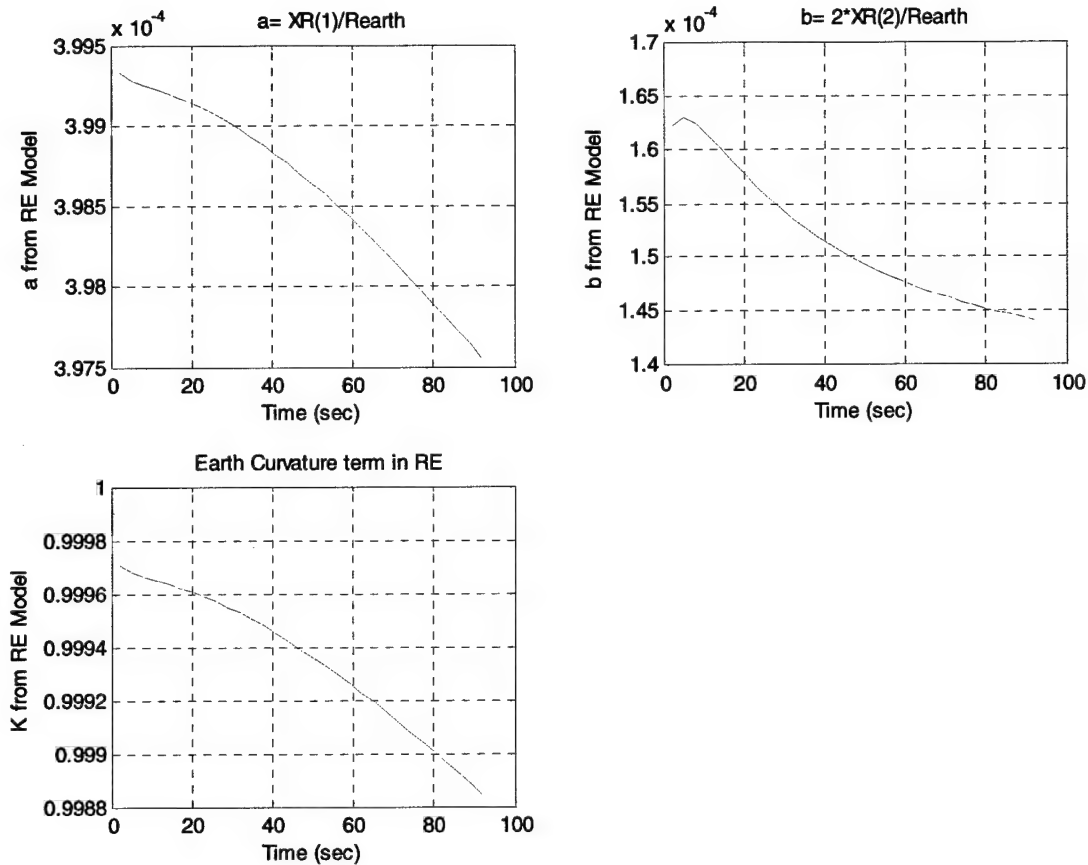 x 10⁻⁴
a= XR(1)/Rearth
3.995
3.99
3.985
3.98
3.975
a from RE Model
0 20 40 60 80 100
Time (sec)
x 10⁻⁴
b= 2*XR(2)/Rearth
1.7
1.65
1.6
1.55
1.5
1.45
1.4
b from RE Model
0 20 40 60 80 100
Time (sec)
Earth Curvature term in RE
1
0.9998
0.9996
0.9994
0.9992
0.999
0.9988
K from RE Model
0 20 40 60 80 100
Time (sec)